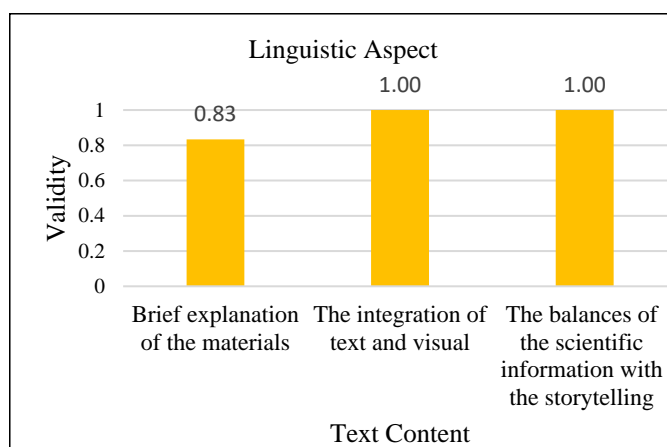 Linguistic Aspect
0.83
1.00
1.00
1
0.8
0.6
0.4
0.2
0
Validity
Brief explanation
of the materials
The integration of
text and visual
The balances of
the scientific
information with
the storytelling
Text Content